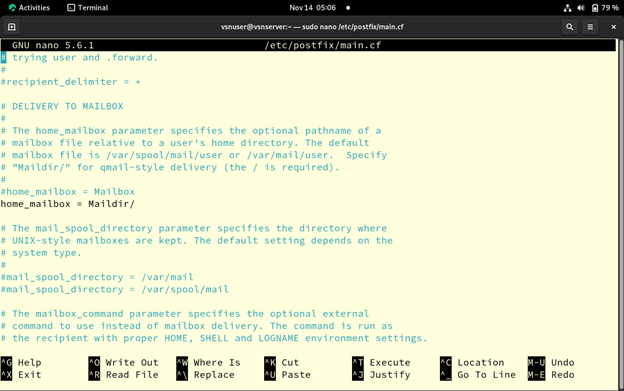 Activities Terminal Nov 14 05:06 79 %
vsnuser@vsnserver:~ — sudo nano /etc/postfix/main.cf
GNU nano 5.6.1 /etc/postfix/main.cf
# trying user and .forward.
#
#recipient_delimiter = +

# DELIVERY TO MAILBOX
#
# The home_mailbox parameter specifies the optional pathname of a
# mailbox file relative to a user's home directory. The default
# mailbox file is /var/spool/mail/user or /var/mail/user.  Specify
# "Maildir/" for qmail-style delivery (the / is required).
#
#home_mailbox = Mailbox
home_mailbox = Maildir/

# The mail_spool_directory parameter specifies the directory where
# UNIX-style mailboxes are kept. The default setting depends on the
# system type.
#
#mail_spool_directory = /var/mail
#mail_spool_directory = /var/spool/mail

# The mailbox_command parameter specifies the optional external
# command to use instead of mailbox delivery. The command is run as
# the recipient with proper HOME, SHELL and LOGNAME environment settings.

^G Help ^O Write Out ^W Where Is ^K Cut ^T Execute ^C Location M-U Undo
^X Exit ^R Read File ^\ Replace ^U Paste ^J Justify ^_ Go To Line M-E Redo